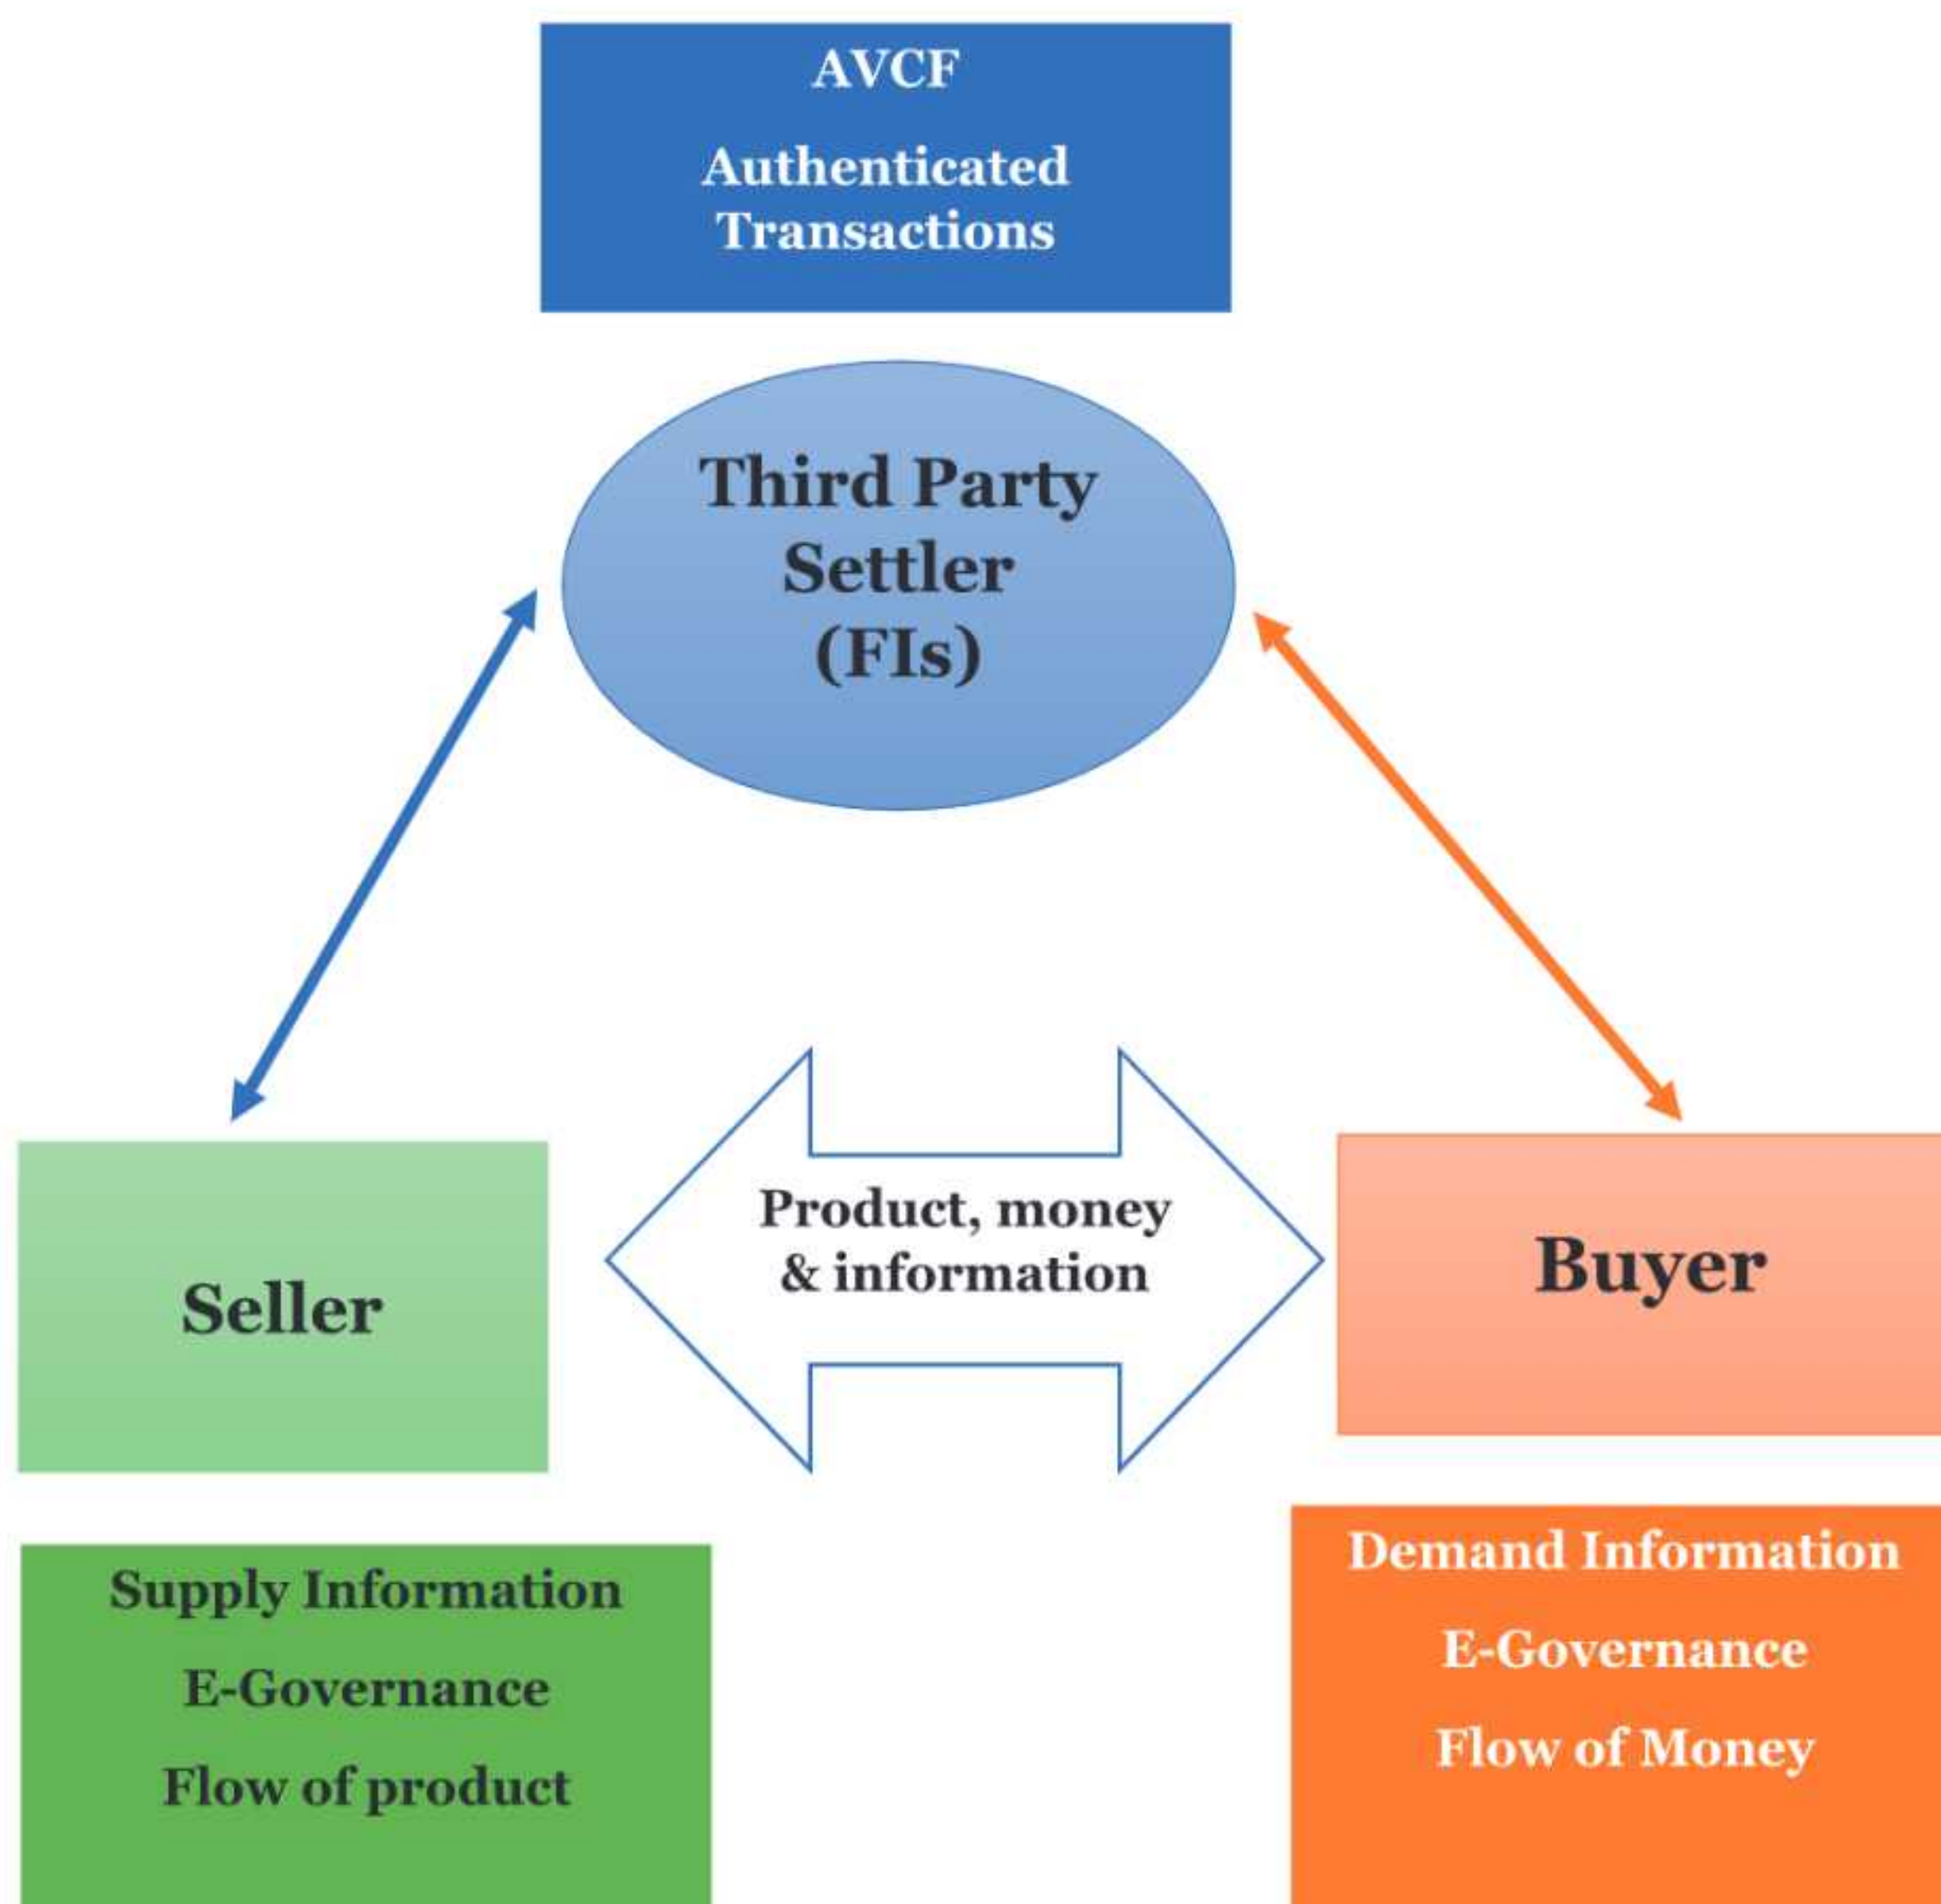 AVCF
Authenticated
Transactions
Third Party
Settler
(FIs)
Product, money
& information
Seller
Buyer
Supply Information
E-Governance
Flow of product
Demand Information
E-Governance
Flow of Money